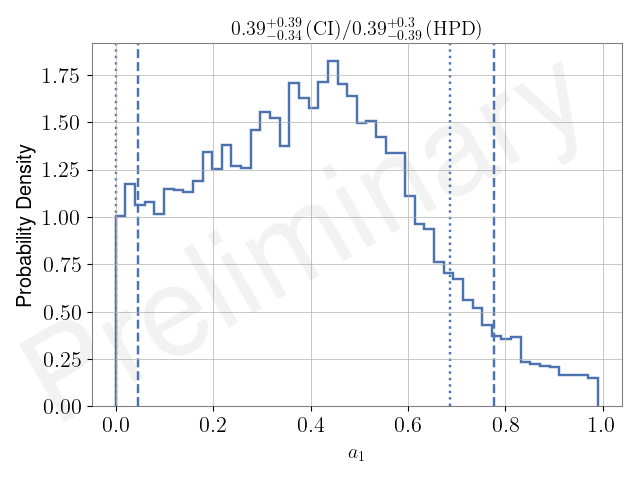 0.39^{+0.39}_{-0.34}(CI)/0.39^{+0.3}_{-0.39}(HPD)
Probability Density
1.75
1.50
1.25
1.00
0.75
0.50
0.25
0.00
Preliminary
0.0 0.2 0.4 0.6 0.8 1.0
a_1